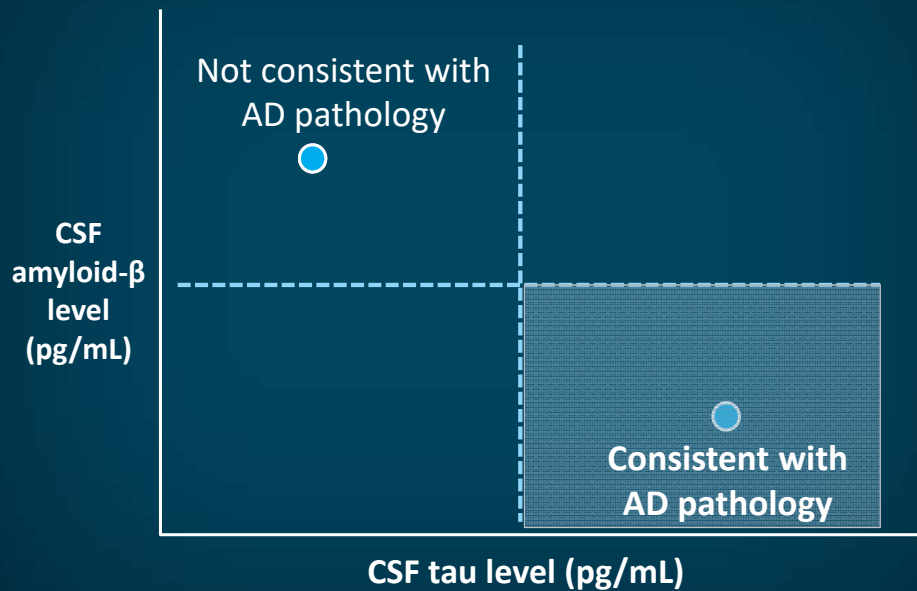 Not consistent with
AD pathology
CSF
amyloid-β
level
(pg/mL)
Consistent with
AD pathology
CSF tau level (pg/mL)